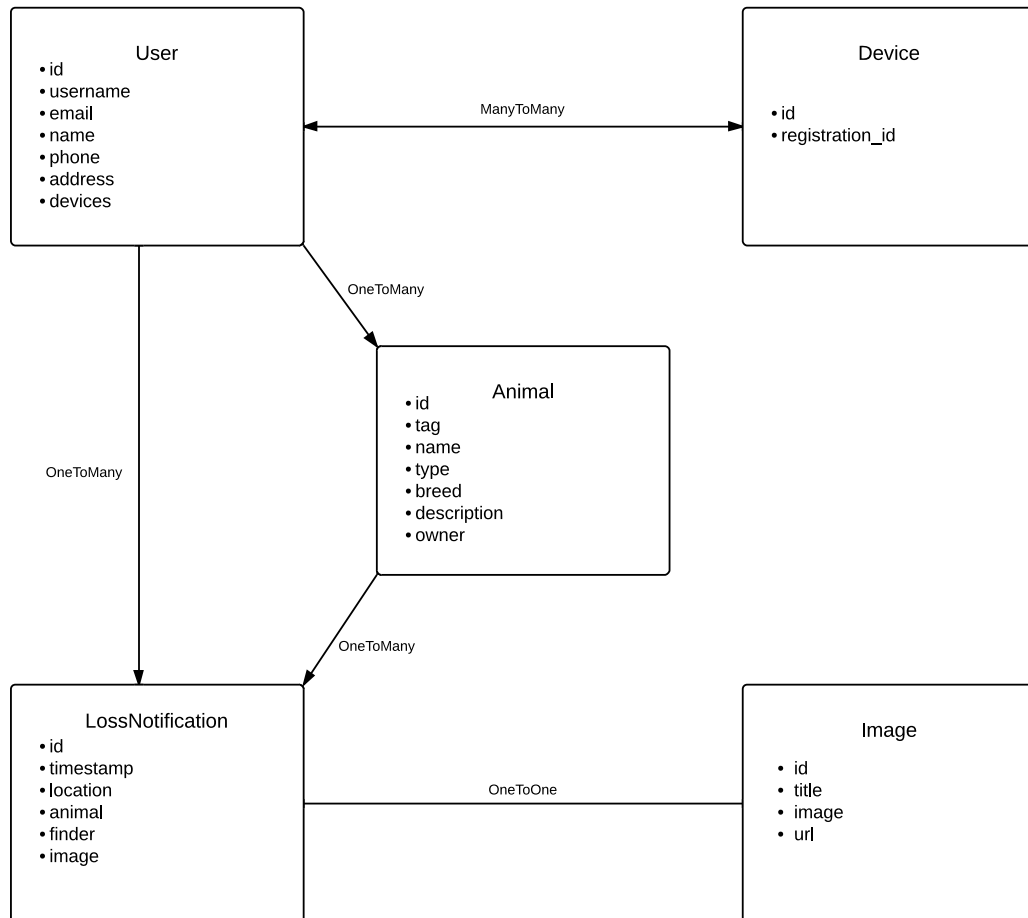 User
• id
• username
• email
• name
• phone
• address
• devices
ManyToMany
Device
• id
• registration_id
OneToMany
OneToMany
Animal
• id
• tag
• name
• type
• breed
• description
• owner
OneToMany
LossNotification
• id
• timestamp
• location
• animal
• finder
• image
OneToOne
Image
• id
• title
• image
• url